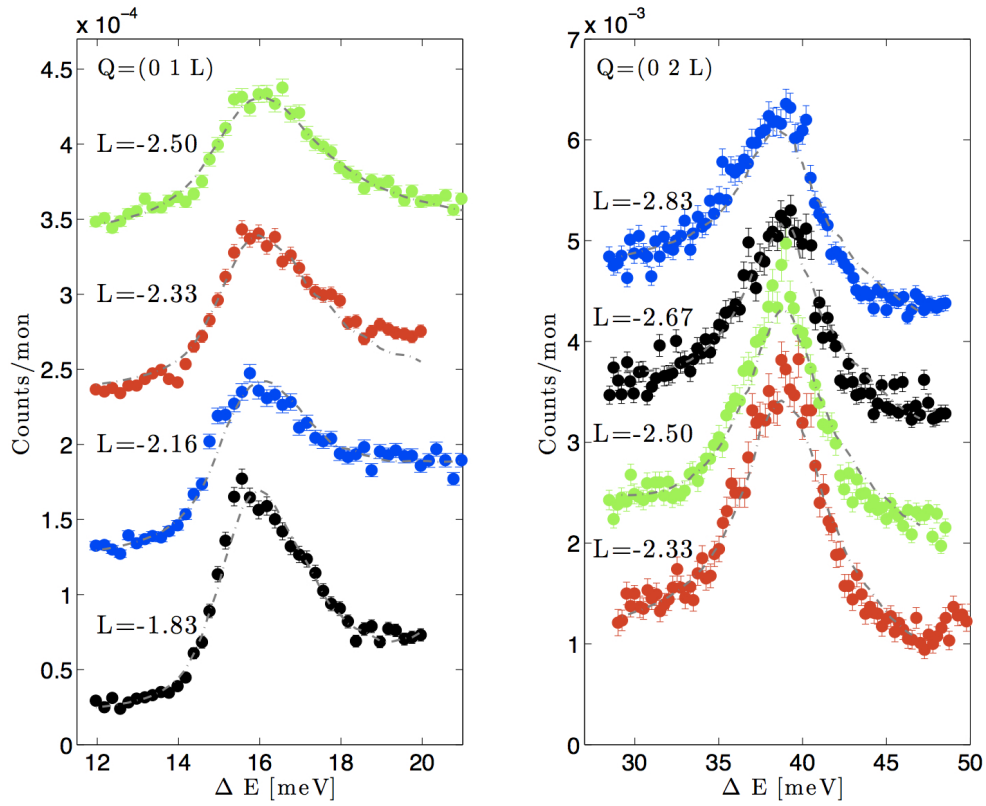 x 10-4
4.5
4
3.5
3
2.5
2
1.5
1
0.5
0
Counts/mon
Q=(0 1 L)
L=-2.50
L=-2.33
L=-2.16
L=-1.83
12 14 16 18 20
Δ E [meV]
x 10-3
7
6
5
4
3
2
1
0
Counts/mon
Q=(0 2 L)
L=-2.83
L=-2.67
L=-2.50
L=-2.33
30 35 40 45 50
Δ E [meV]